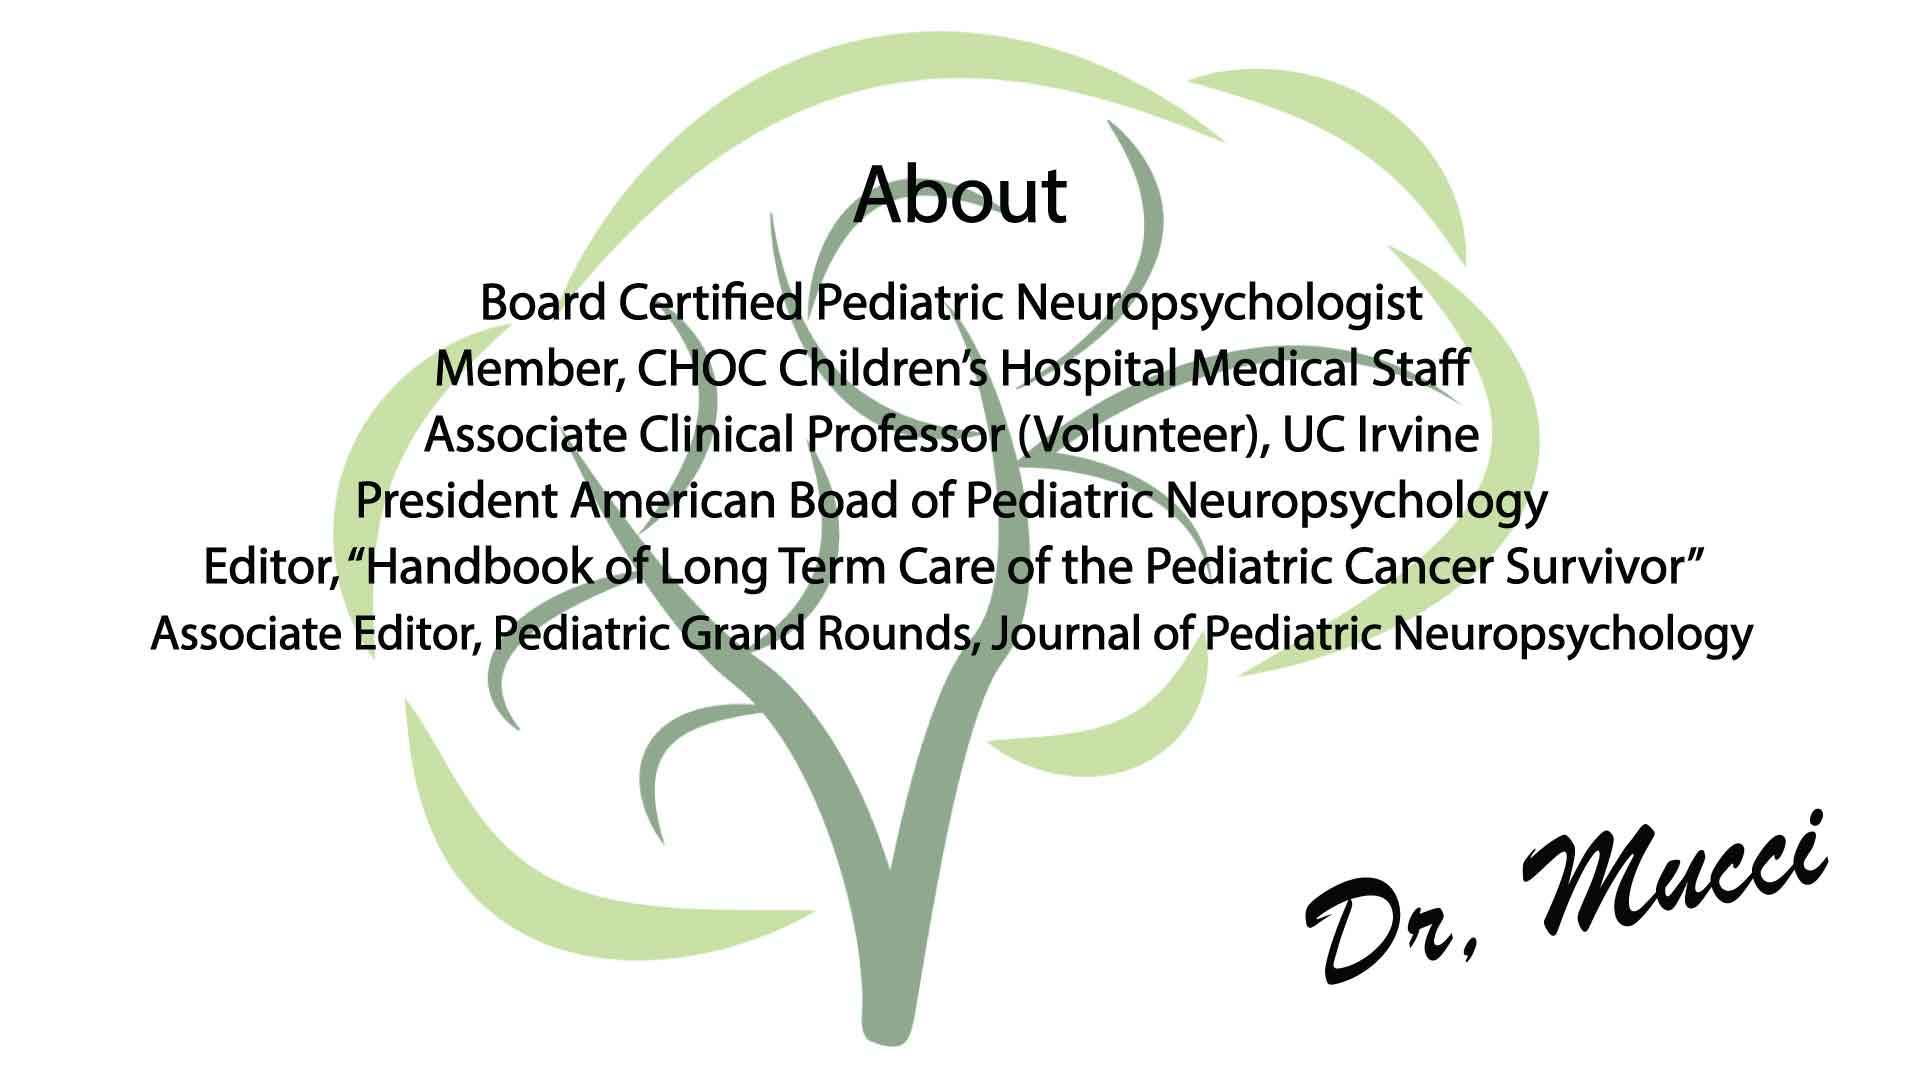 About
Board Certified Pediatric Neuropsychologist
Member, CHOC Children’s Hospital Medical Staff
Associate Clinical Professor (Volunteer), UC Irvine
President American Boad of Pediatric Neuropsychology
Editor, “Handbook of Long Term Care of the Pediatric Cancer Survivor”
Associate Editor, Pediatric Grand Rounds, Journal of Pediatric Neuropsychology
Dr, Mucci